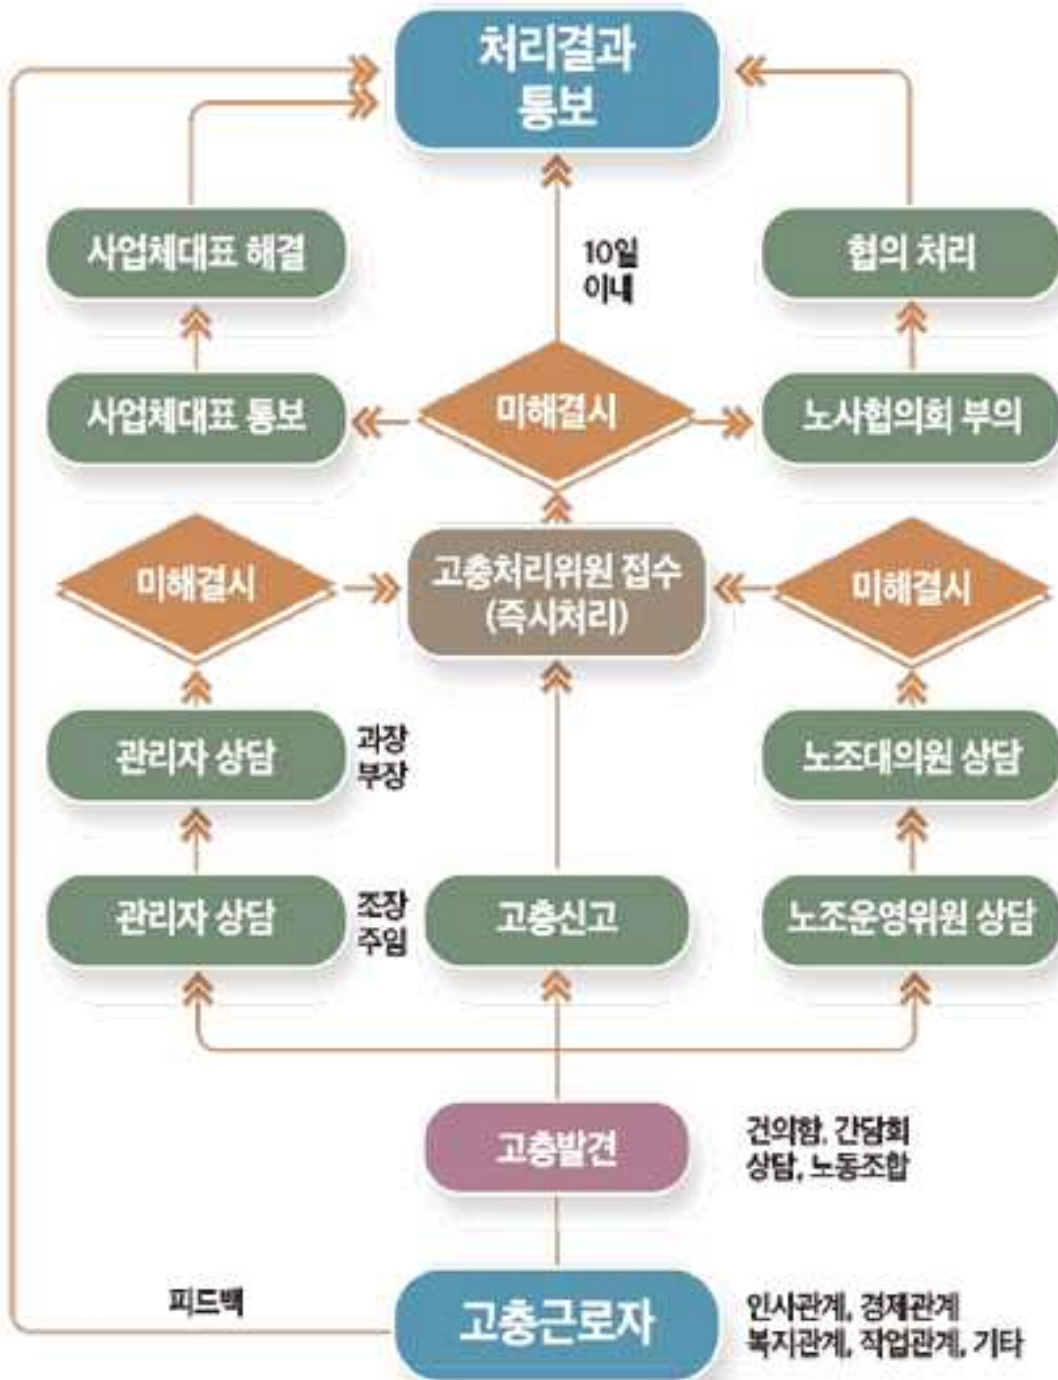 처리결과
통보
사업체대표 해결
10일
이내
협의 처리
사업체대표 통보
미해결시
노사협의회 부의
미해결시
고충처리위원 접수
(즉시처리)
미해결시
관리자 상담
과장
부장
노조대의원 상담
관리자 상담
조장
주임
고충신고
노조운영위원 상담
고충발견
건의함, 간담회
상담, 노동조합
피드백
고충근로자
인사관계, 경제관계
복지관계, 작업관계, 기타